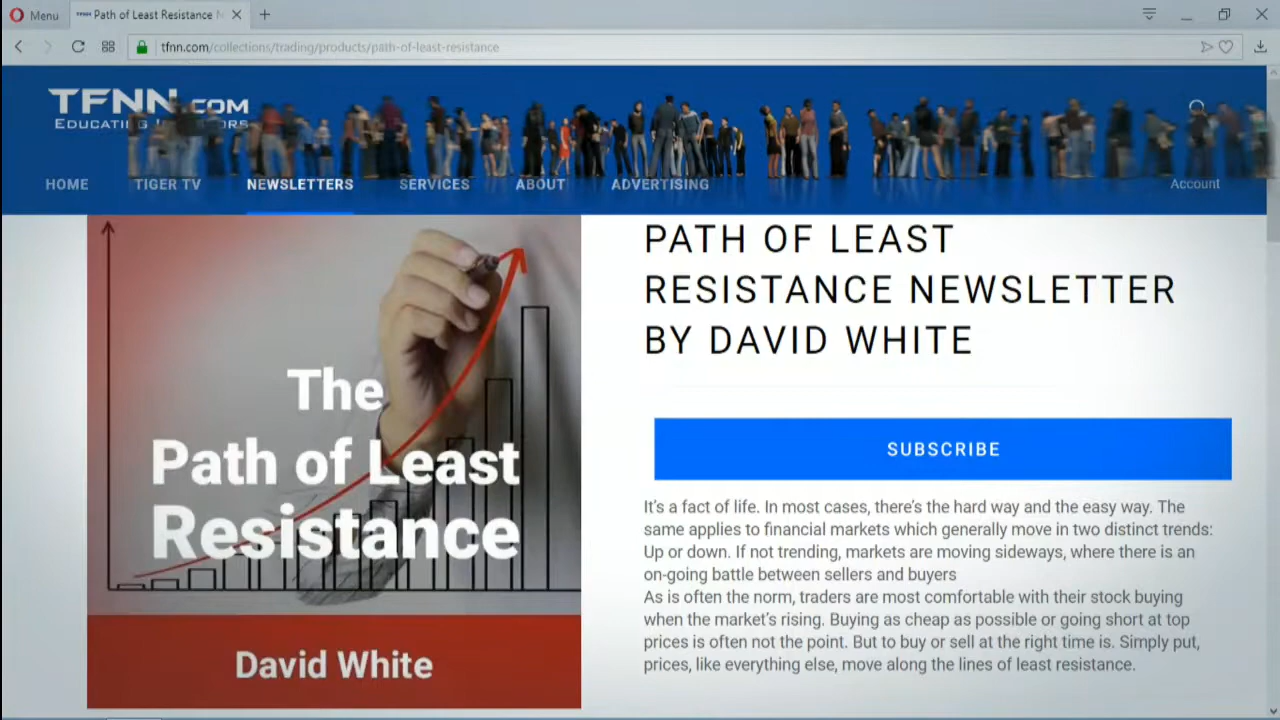 Menu
Path of Least Resistance N
tfnn.com/collections/trading/products/path-of-least-resistance
TFNN.COM
EDUCATING INVESTORS
HOME
TIGER TV
NEWSLETTERS
SERVICES
ABOUT
ADVERTISING
Account
The
Path of Least
Resistance
David White
PATH OF LEAST
RESISTANCE NEWSLETTER
BY DAVID WHITE
SUBSCRIBE
It's a fact of life. In most cases, there's the hard way and the easy way. The
same applies to financial markets which generally move in two distinct trends:
Up or down. If not trending, markets are moving sideways, where there is an
on-going battle between sellers and buyers
As is often the norm, traders are most comfortable with their stock buying
when the market's rising. Buying as cheap as possible or going short at top
prices is often not the point. But to buy or sell at the right time is. Simply put,
prices, like everything else, move along the lines of least resistance.